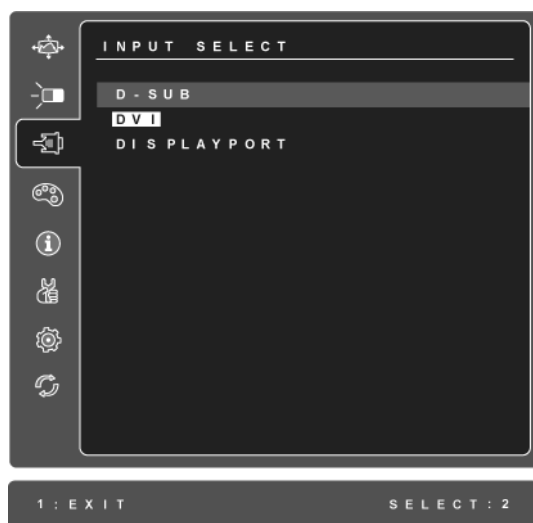 INPUT SELECT
D-SUB
DVI
DISPLAYPORT
1:EXIT SELECT:2